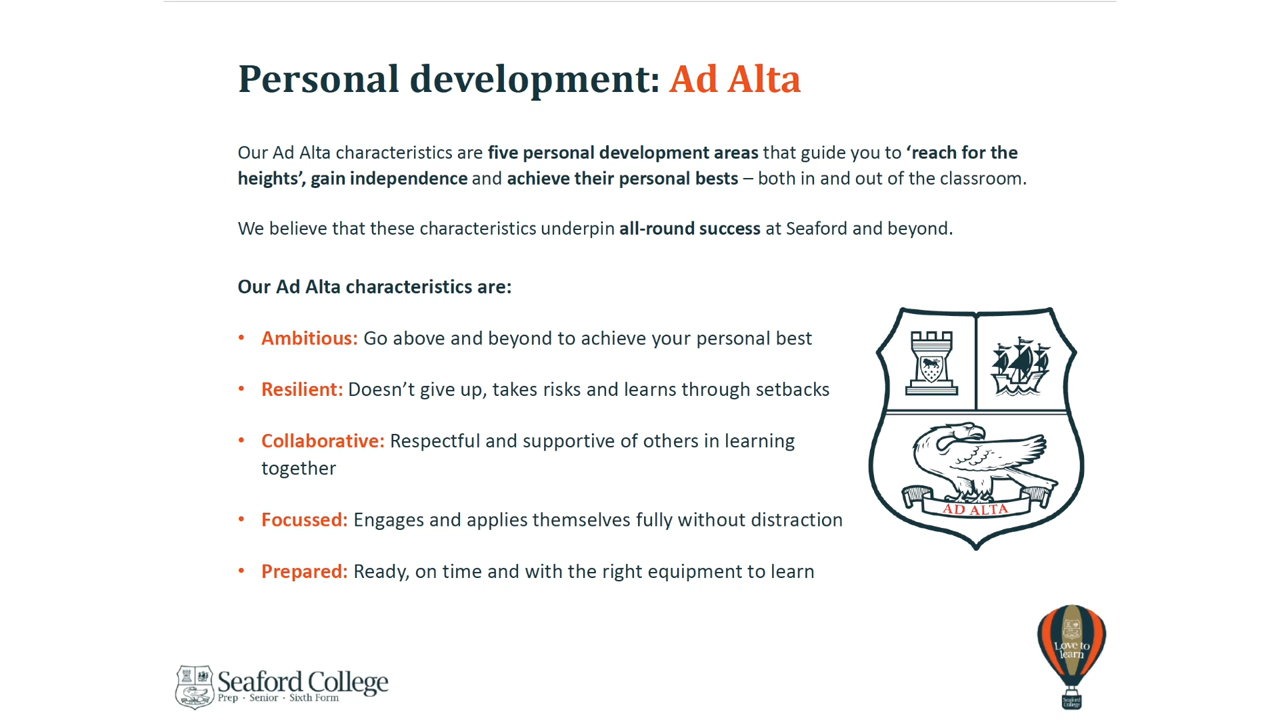 Personal development: Ad Alta
Our Ad Alta characteristics are five personal development areas that guide you to ‘reach for the
heights’, gain independence and achieve their personal bests – both in and out of the classroom.
We believe that these characteristics underpin all-round success at Seaford and beyond.
Our Ad Alta characteristics are:
• Ambitious: Go above and beyond to achieve your personal best
• Resilient: Doesn’t give up, takes risks and learns through setbacks
• Collaborative: Respectful and supportive of others in learning
together
• Focussed: Engages and applies themselves fully without distraction
• Prepared: Ready, on time and with the right equipment to learn
AD ALTA
Love to
learn
Seaford
College
Seaford College
Prep · Senior · Sixth Form